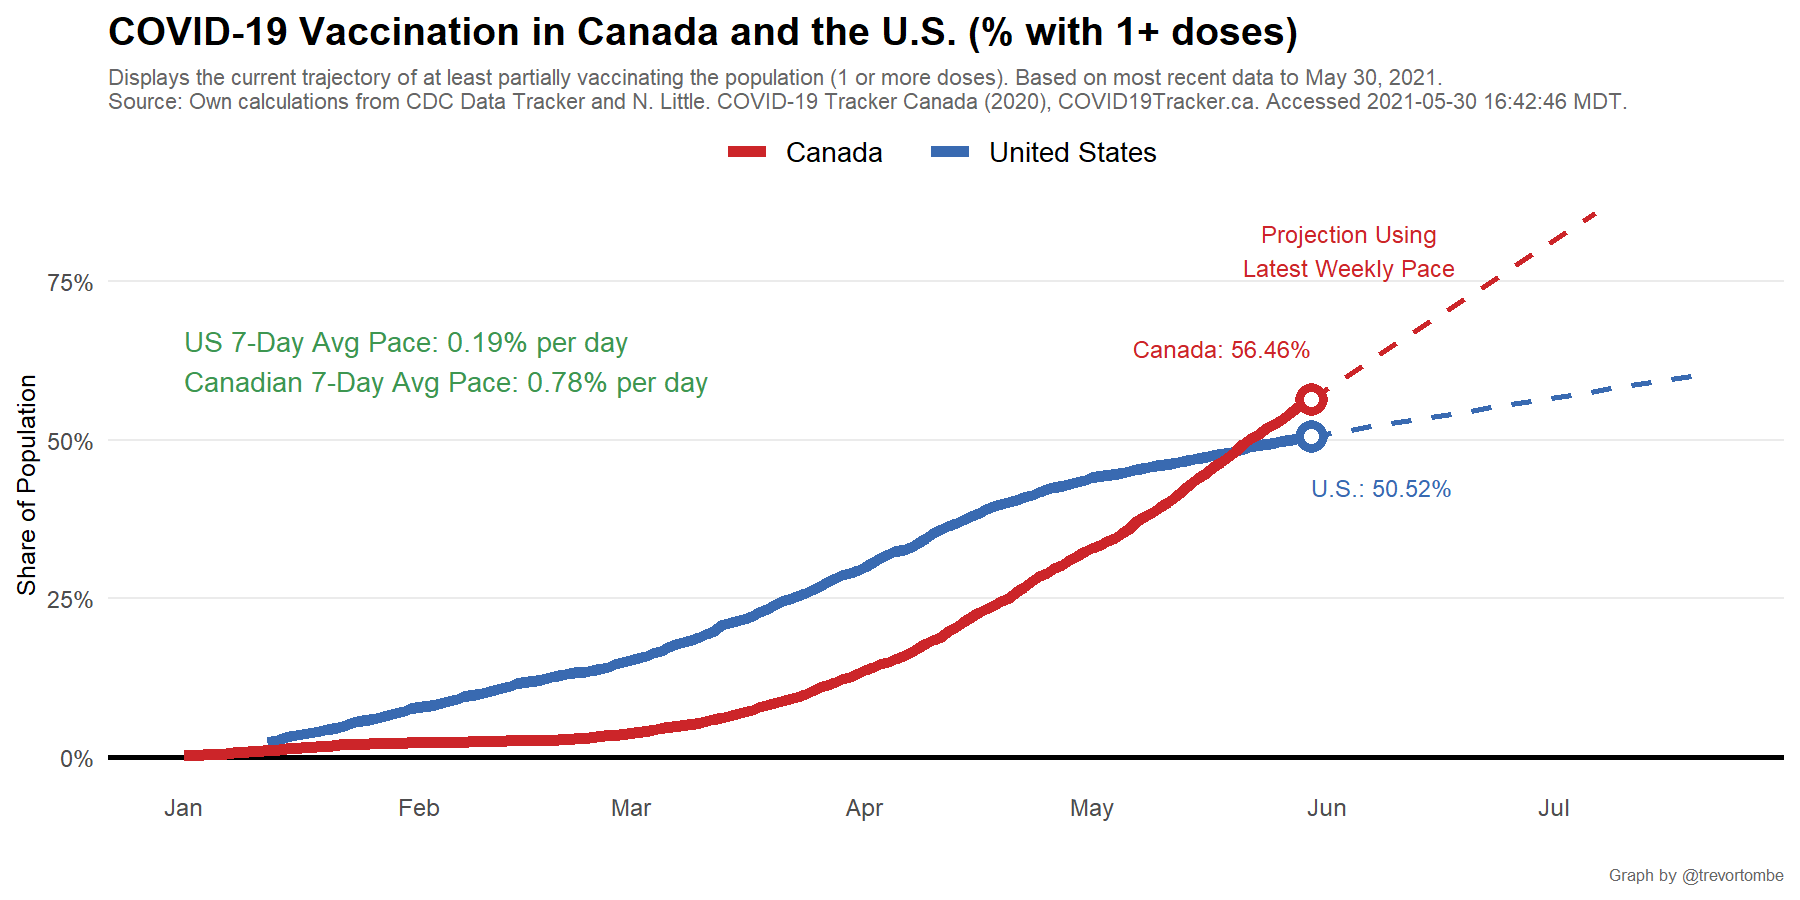 COVID-19 Vaccination in Canada and the U.S. (% with 1+ doses)
Displays the current trajectory of at least partially vaccinating the population (1 or more doses). Based on most recent data to May 30, 2021.
Source: Own calculations from CDC Data Tracker and N. Little. COVID-19 Tracker Canada (2020), COVID19Tracker.ca. Accessed 2021-05-30 16:42:46 MDT.
Canada United States
Projection Using
Latest Weekly Pace
75%
US 7-Day Avg Pace: 0.19% per day
Canada: 56.46%
Canadian 7-Day Avg Pace: 0.78% per day
50%
U.S.: 50.52%
Share of Population
25%
0%
Jan Feb Mar Apr May Jun Jul
Graph by @trevortombe